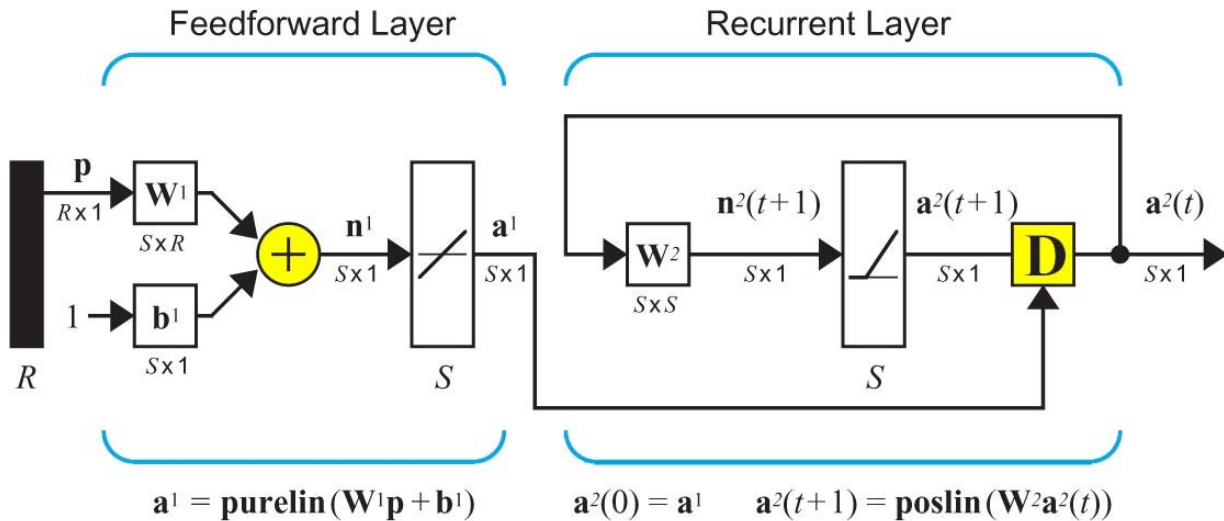 Feedforward Layer
Recurrent Layer
p
R x 1
W¹
S x R
1
b¹
S x 1
R
+
n¹
S x 1
a¹
S x 1
S
W²
S x S
n²(t+1)
S x 1
a²(t+1)
S x 1
S
D
a²(t)
S x 1
a¹ = purelin(W¹p + b¹)
a²(0) = a¹
a²(t+1) = poslin(W²a²(t))